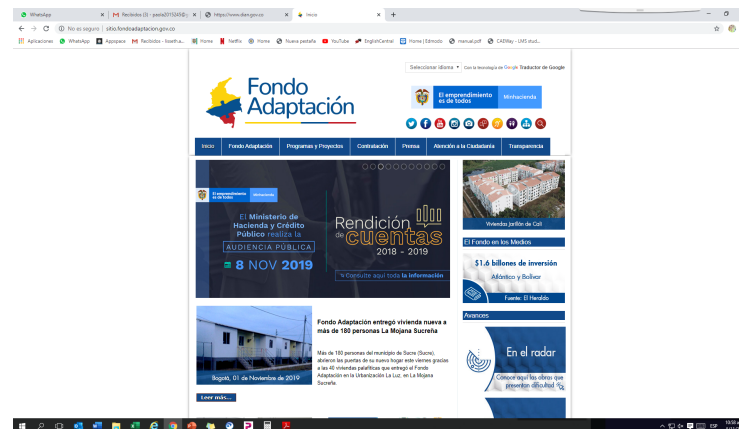 WhatsApp
Recibidos (3) - paola2015245@
https://www.dian.gov.co
Inicio
No es seguro | sitio.fondoadaptacion.gov.co
Aplicaciones
WhatsApp
Appspace
Recibidos - lisseth.a...
Home
Netflix
Home
Nueva pestaña
YouTube
EnglishCentral
Home | Edmodo
manual.pdf
CADWay - LMS stud...
Seleccionar idioma
Con la tecnología de Google Traductor de Google
Fondo
Adaptación
El emprendimiento
es de todos
Minhacienda
Inicio
Fondo Adaptación
Programas y Proyectos
Contratación
Prensa
Atención a la Ciudadanía
Transparencia
El emprendimiento
es de todos
Minhacienda
El Ministerio de
Hacienda y Crédito
Público realiza la
AUDIENCIA PÚBLICA
8 NOV 2019
Rendición
de cuentas
2018 - 2019
Consulte aquí toda la información
Viviendas Jarillón de Cali
El Fondo en los Medios
$1.6 billones de inversión
Atlántico y Bolívar
Fuente: El Heraldo
Avances
En el radar
Conoce aquí las obras que
presentan dificultad
Bogotá, 01 de Noviembre de 2019
Fondo Adaptación entregó vivienda nueva a
más de 180 personas La Mojana Sucreña
Más de 180 personas del municipio de Sucre (Sucre),
abrieron las puertas de su nuevo hogar este viernes gracias
a las 40 viviendas palafíticas que entregó el Fondo
Adaptación en la Urbanización La Luz, en La Mojana
Sucreña.
Leer más...
ESP